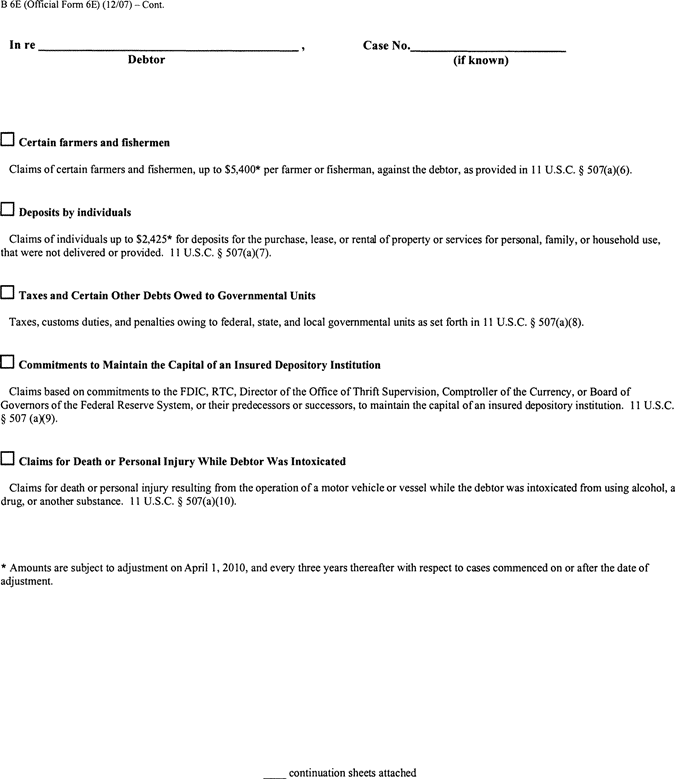 B 6E (Official Form 6E) (12/07) – Cont.
In re ________________________________________ , Case No.________________________
Debtor (if known)
☐ Certain farmers and fishermen
Claims of certain farmers and fishermen, up to $5,400* per farmer or fisherman, against the debtor, as provided in 11 U.S.C. § 507(a)(6).
☐ Deposits by individuals
Claims of individuals up to $2,425* for deposits for the purchase, lease, or rental of property or services for personal, family, or household use,
that were not delivered or provided. 11 U.S.C. § 507(a)(7).
☐ Taxes and Certain Other Debts Owed to Governmental Units
Taxes, customs duties, and penalties owing to federal, state, and local governmental units as set forth in 11 U.S.C. § 507(a)(8).
☐ Commitments to Maintain the Capital of an Insured Depository Institution
Claims based on commitments to the FDIC, RTC, Director of the Office of Thrift Supervision, Comptroller of the Currency, or Board of
Governors of the Federal Reserve System, or their predecessors or successors, to maintain the capital of an insured depository institution. 11 U.S.C.
§ 507 (a)(9).
☐ Claims for Death or Personal Injury While Debtor Was Intoxicated
Claims for death or personal injury resulting from the operation of a motor vehicle or vessel while the debtor was intoxicated from using alcohol, a
drug, or another substance. 11 U.S.C. § 507(a)(10).
* Amounts are subject to adjustment on April 1, 2010, and every three years thereafter with respect to cases commenced on or after the date of
adjustment.
____ continuation sheets attached